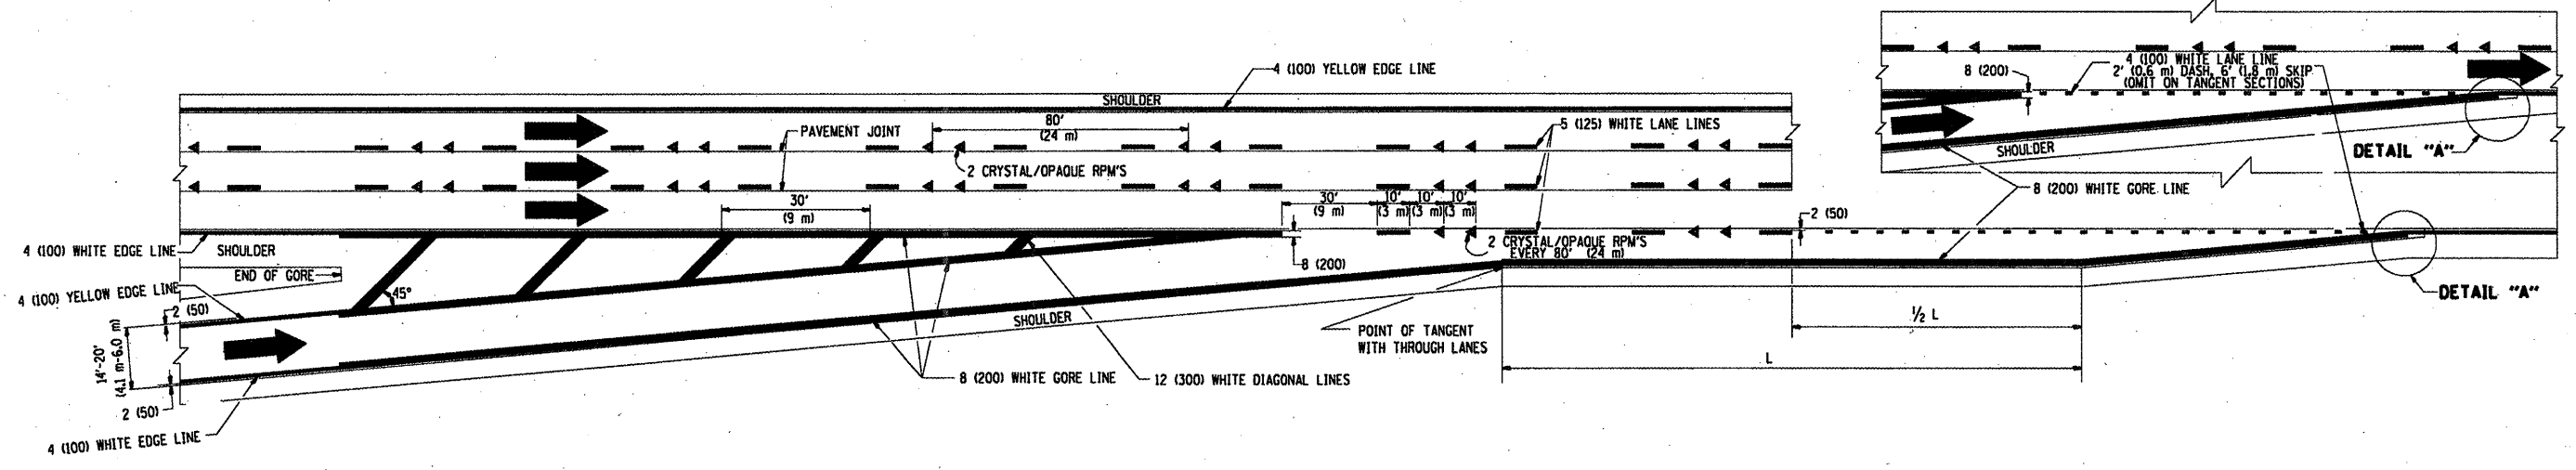 4 (100) YELLOW EDGE LINE
SHOULDER
80'
(24 m)
PAVEMENT JOINT
5 (125) WHITE LANE LINES
2 CRYSTAL/OPAQUE RPM'S
30'
(9 m)
30'
(9 m)
10'
(3 m)
10'
(3 m)
10'
(3 m)
4 (100) WHITE EDGE LINE
SHOULDER
END OF GORE
2 CRYSTAL/OPAQUE RPM'S
EVERY 80' (24 m)
8 (200)
2 (50)
4 (100) YELLOW EDGE LINE
45°
2 (50)
14'-20'
(4.1 m-6.0 m)
2 (50)
4 (100) WHITE EDGE LINE
SHOULDER
8 (200) WHITE GORE LINE
12 (300) WHITE DIAGONAL LINES
POINT OF TANGENT
WITH THROUGH LANES
½ L
L
8 (200)
4 (100) WHITE LANE LINE
2' (0.6 m) DASH, 6' (1.8 m) SKIP
(OMIT ON TANGENT SECTIONS)
SHOULDER
DETAIL "A"
8 (200) WHITE GORE LINE
DETAIL "A"